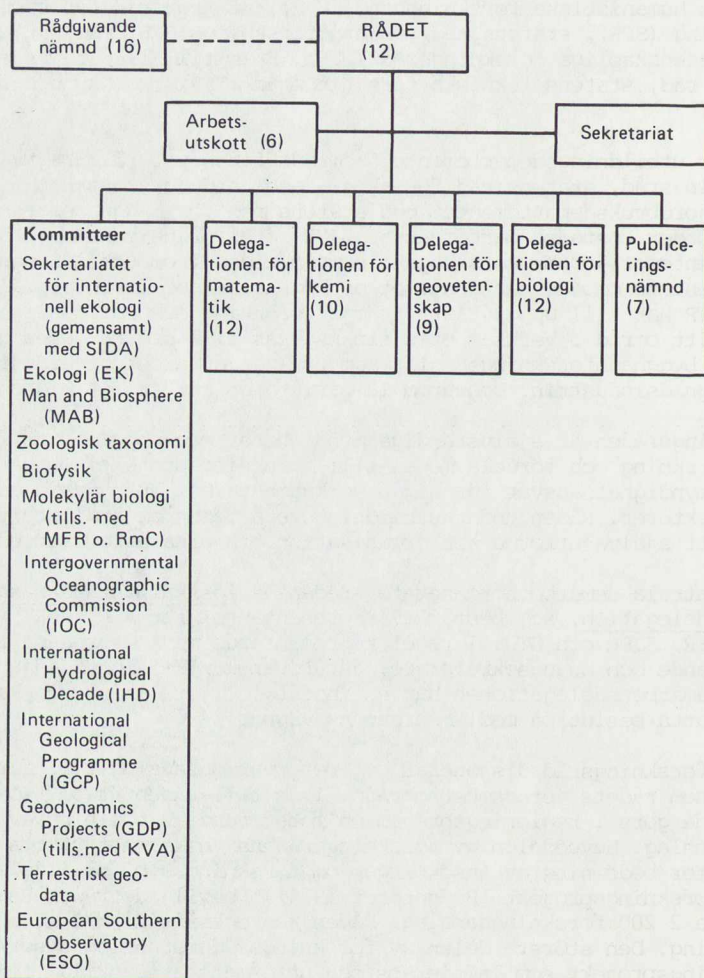 Rådgivande
nämnd (16)
RÅDET
(12)
Arbets-
utskott (6)
Sekretariat
Kommitteer
Sekretariatet
för internatio-
nell ekologi
(gemensamt)
med SIDA)
Ekologi (EK)
Man and Biosphere
(MAB)
Zoologisk taxonomi
Biofysik
Molekylär biologi
(tills. med
MFR o. RmC)
Intergovernmental
Oceanographic
Commission
(IOC)
International
Hydrological
Decade (IHD)
International
Geological
Programme
(IGCP)
Geodynamics
Projects (GDP)
(tills.med KVA)
Terrestrisk geo-
data
European Southern
Observatory
(ESO)
Delega-
tionen för
matema-
tik
(12)
Delega-
tionen för
kemi
(10)
Delega-
tionen för
geoveten-
skap
(9)
Delega-
tionen för
biologi
(12)
Publice-
rings-
nämnd
(7)